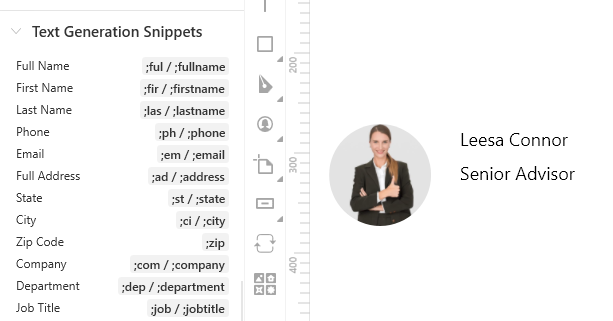 Text Generation Snippets
Full Name ;ful / ;fullname
First Name ;fir / ;firstname
Last Name ;las / ;lastname
Phone ;ph / ;phone
Email ;em / ;email
Full Address ;ad / ;address
State ;st / ;state
City ;ci / ;city
Zip Code ;zip
Company ;com / ;company
Department ;dep / ;department
Job Title ;job / ;jobtitle
200
300
400
Leesa Connor
Senior Advisor